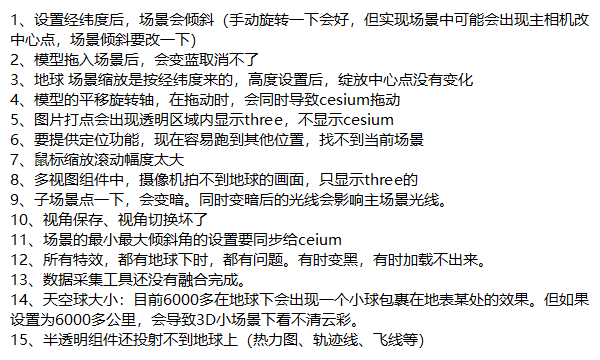 1、设置经纬度后，场景会倾斜（手动旋转一下会好，但实现场景中可能会出现主相机改
中心点，场景倾斜要改一下）
2、模型拖入场景后，会变蓝取消不了
3、地球 场景缩放是按经纬度来的，高度设置后，绽放中心点没有变化
4、模型的平移旋转轴，在拖动时，会同时导致cesium拖动
5、图片打点会出现透明区域内显示three，不显示cesium
6、要提供定位功能，现在容易跑到其他位置，找不到当前场景
7、鼠标缩放滚动幅度太大
8、多视图组件中，摄像机拍不到地球的画面，只显示three的
9、子场景点一下，会变暗。同时变暗后的光线会影响主场景光线。
10、视角保存、视角切换坏了
11、场景的最小最大倾斜角的设置要同步给ceium
12、所有特效，都有地球下时，都有问题。有时变黑，有时加载不出来。
13、数据采集工具还没有融合完成。
14、天空球大小：目前6000多在地球下会出现一个小球包裹在地表某处的效果。但如果
设置为6000多公里，会导致3D小场景下看不清云彩。
15、半透明组件还投射不到地球上（热力图、轨迹线、飞线等）